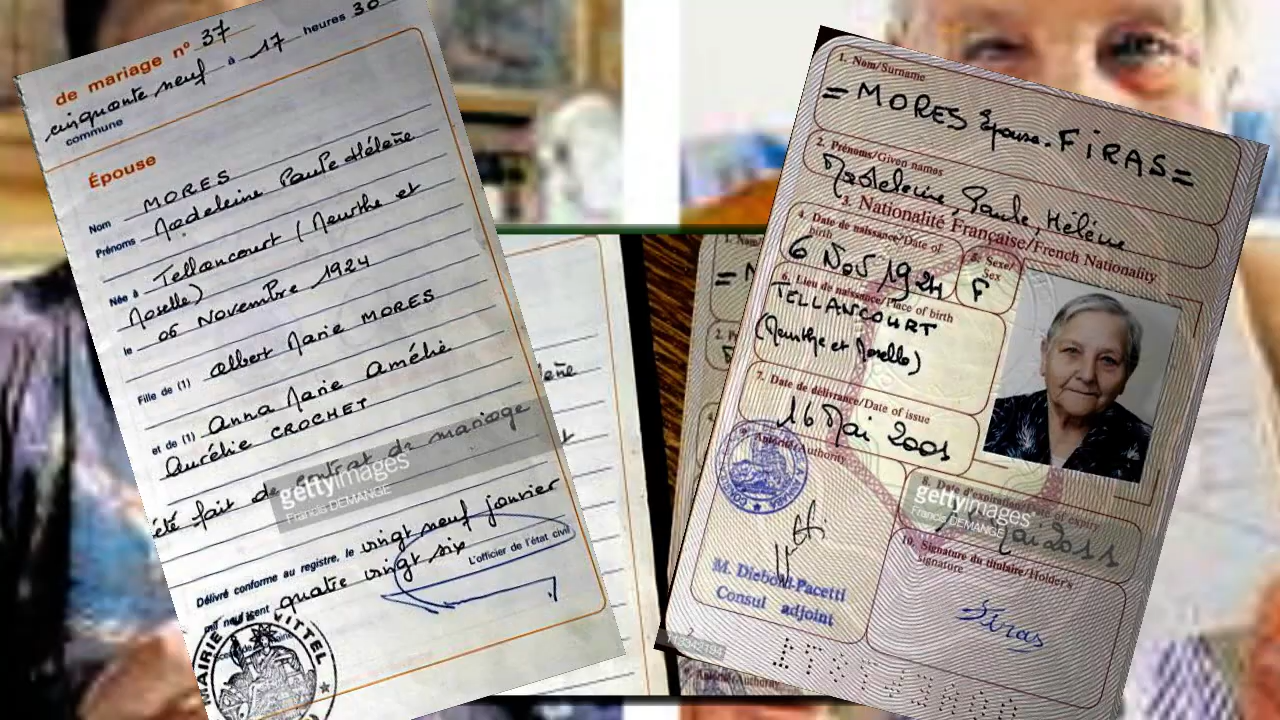 de mariage n° 37
cinquante neuf à 17 heures 30
commune
Épouse
Nom MORES
Prénoms Madeleine Paule Hélène
Née à Tellancourt (Meurthe et
Moselle)
le 06 Novembre 1924
Fille de (1) Albert Marie MORES
et de (1) Anna Marie Amélie
Aurélie CROCHET
été fait de contrat de mariage
gettyimages
Francis DEMANGE
Délivré conforme au registre, le vingt neuf janvier
mil neuf cent quatre vingt six
L'officier de l'état civil
MAIRIE VITTEL
1. Nom/Surname
= MORES Épouse. FIRAS =
2. Prénoms/Given names
Madeleine, Paule, Hélène
3. Nationalité Française/French Nationality
4. Date de naissance/Date of
birth
6 Nov 1924
5. Sexe/
Sex
F
6. Lieu de naissance/Place of birth
TELLANCOURT
(Meurthe et Moselle)
7. Date de délivrance/Date of issue
16 Mai 2001
9. Autorité/Authority
8. Date d'expiration/Date of expiry
Mai 2011
gettyimages
Francis DEMANGE
10. Signature du titulaire/Holder's
Signature
Firas
M. Diebold-Pacetti
Consul adjoint